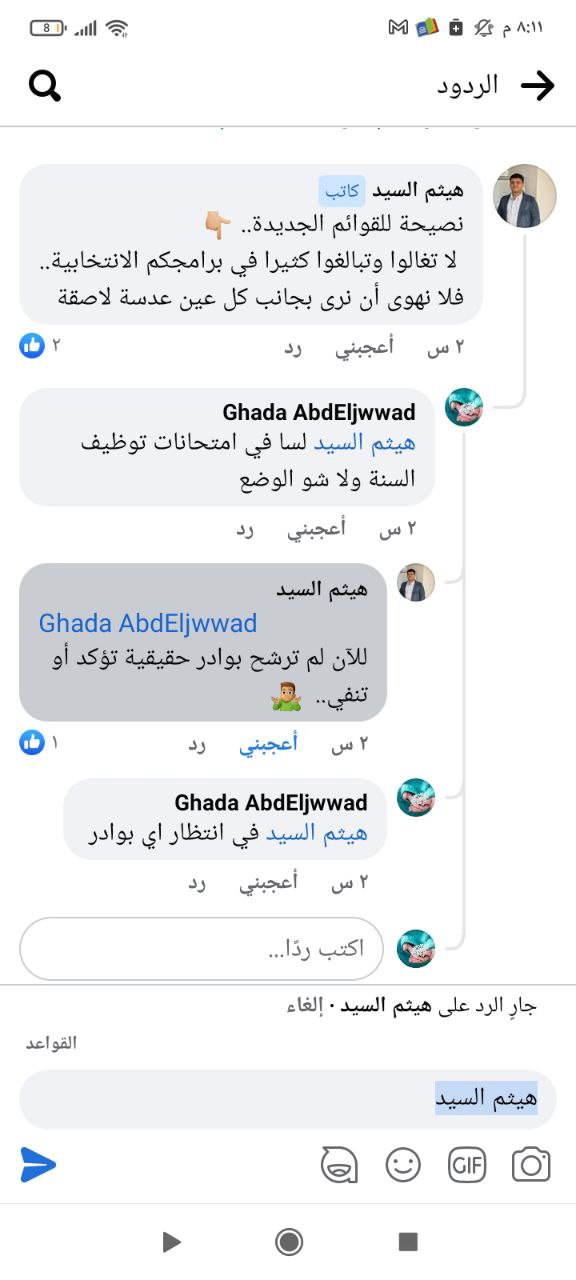 ٨:١١ م
8
الردود
هيثم السيد كاتب
نصيحة للقوائم الجديدة.. 👇🏼
لا تغالوا وتبالغوا كثيرا في برامجكم الانتخابية..
فلا نهوى أن نرى بجانب كل عين عدسة لاصقة
٢ س أعجبني رد ٢
Ghada AbdEljwwad
هيثم السيد لسا في امتحانات توظيف
السنة ولا شو الوضع
٢ س أعجبني رد
هيثم السيد
Ghada AbdEljwwad
للآن لم ترشح بوادر حقيقية تؤكد أو
تنفي.. 🤷🏼‍♂️
٢ س أعجبني رد ١
Ghada AbdEljwwad
هيثم السيد في انتظار اي بوادر
٢ س أعجبني رد
اكتب ردًا...
جارٍ الرد على هيثم السيد · إلغاء
القواعد
هيثم السيد
GIF